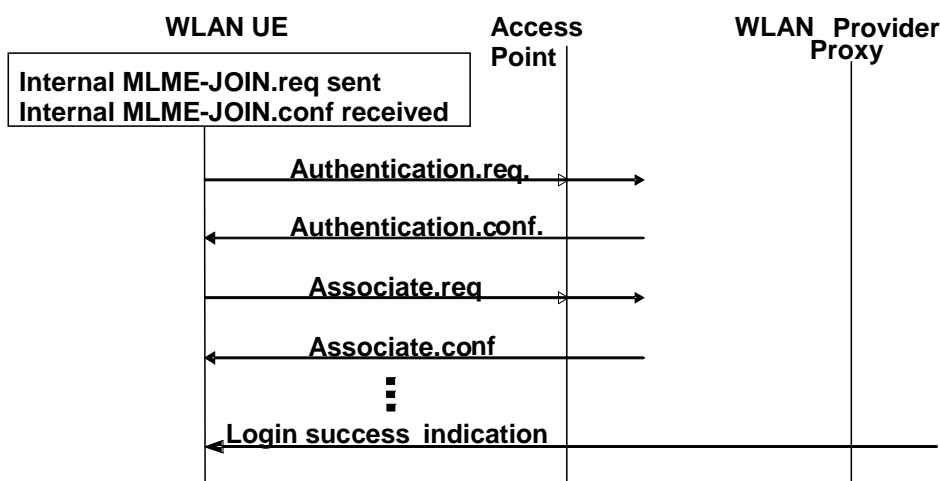 WLAN UE
Access
Point
WLAN Provider
Proxy
Internal MLME-JOIN.req sent
Internal MLME-JOIN.conf received
Authentication.req.
Authentication.conf.
Associate.req
Associate.conf
Login success indication